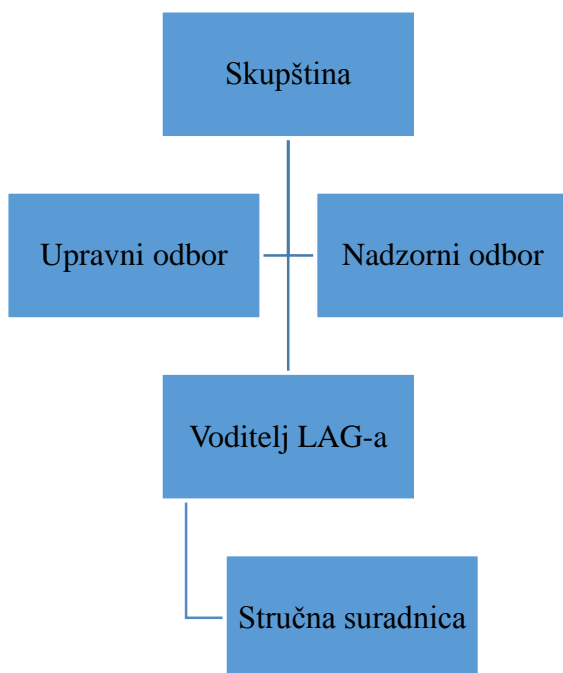 Skupština
Upravni odbor
Nadzorni odbor
Voditelj LAG-a
Stručna suradnica